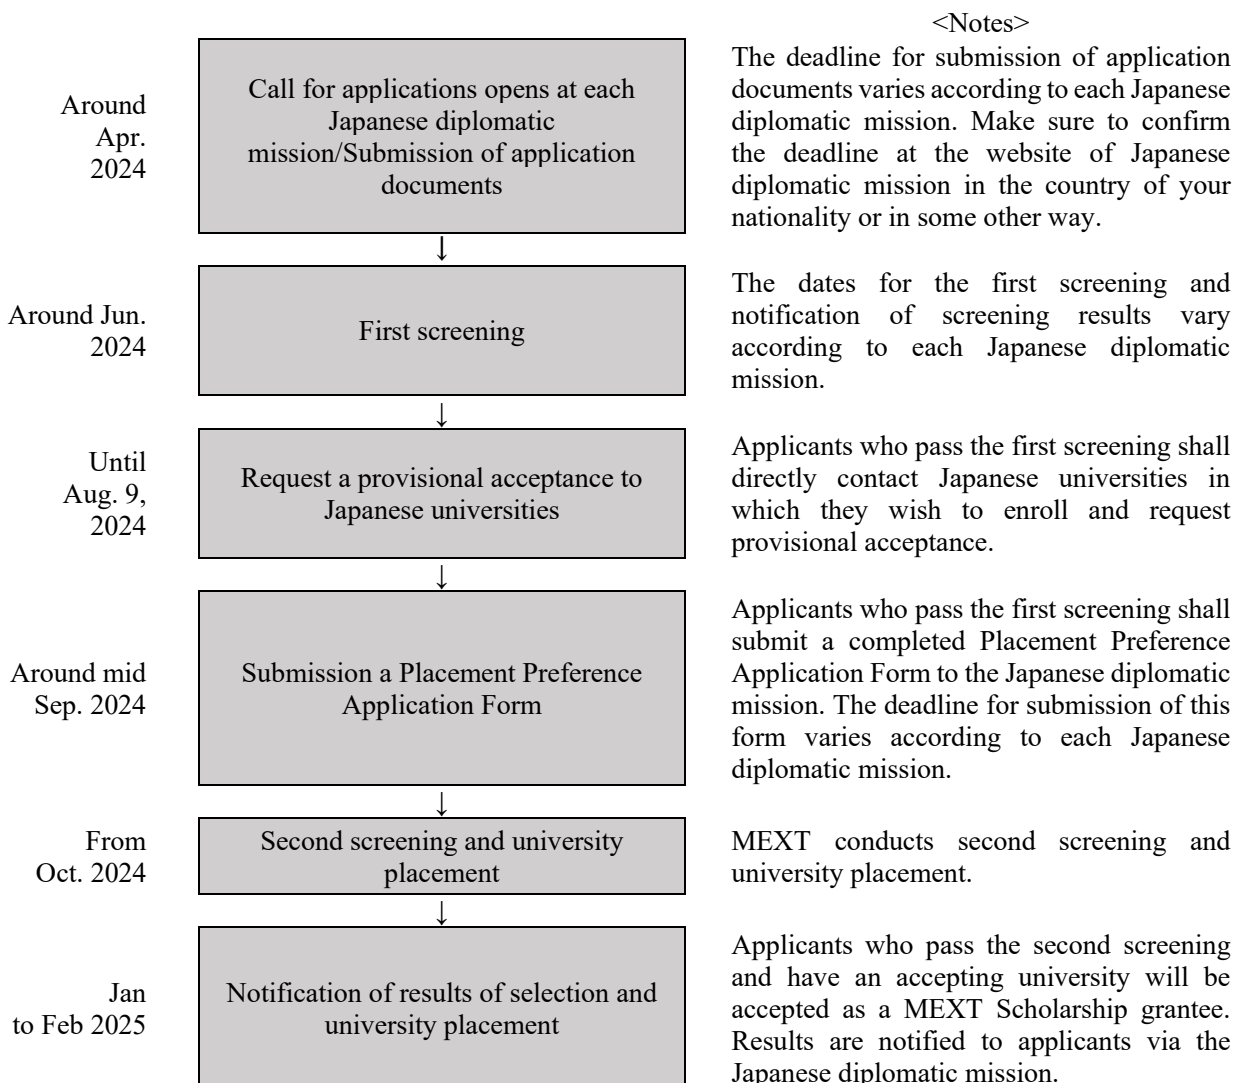 <Notes>
Around
Apr.
2024
Call for applications opens at each
Japanese diplomatic
mission/Submission of application
documents
The deadline for submission of application
documents varies according to each Japanese
diplomatic mission. Make sure to confirm
the deadline at the website of Japanese
diplomatic mission in the country of your
nationality or in some other way.
↓
Around Jun.
2024
First screening
The dates for the first screening and
notification of screening results vary
according to each Japanese diplomatic
mission.
↓
Until
Aug. 9,
2024
Request a provisional acceptance to
Japanese universities
Applicants who pass the first screening shall
directly contact Japanese universities in
which they wish to enroll and request
provisional acceptance.
↓
Around mid
Sep. 2024
Submission a Placement Preference
Application Form
Applicants who pass the first screening shall
submit a completed Placement Preference
Application Form to the Japanese diplomatic
mission. The deadline for submission of this
form varies according to each Japanese
diplomatic mission.
↓
From
Oct. 2024
Second screening and university
placement
MEXT conducts second screening and
university placement.
↓
Jan
to Feb 2025
Notification of results of selection and
university placement
Applicants who pass the second screening
and have an accepting university will be
accepted as a MEXT Scholarship grantee.
Results are notified to applicants via the
Japanese diplomatic mission.